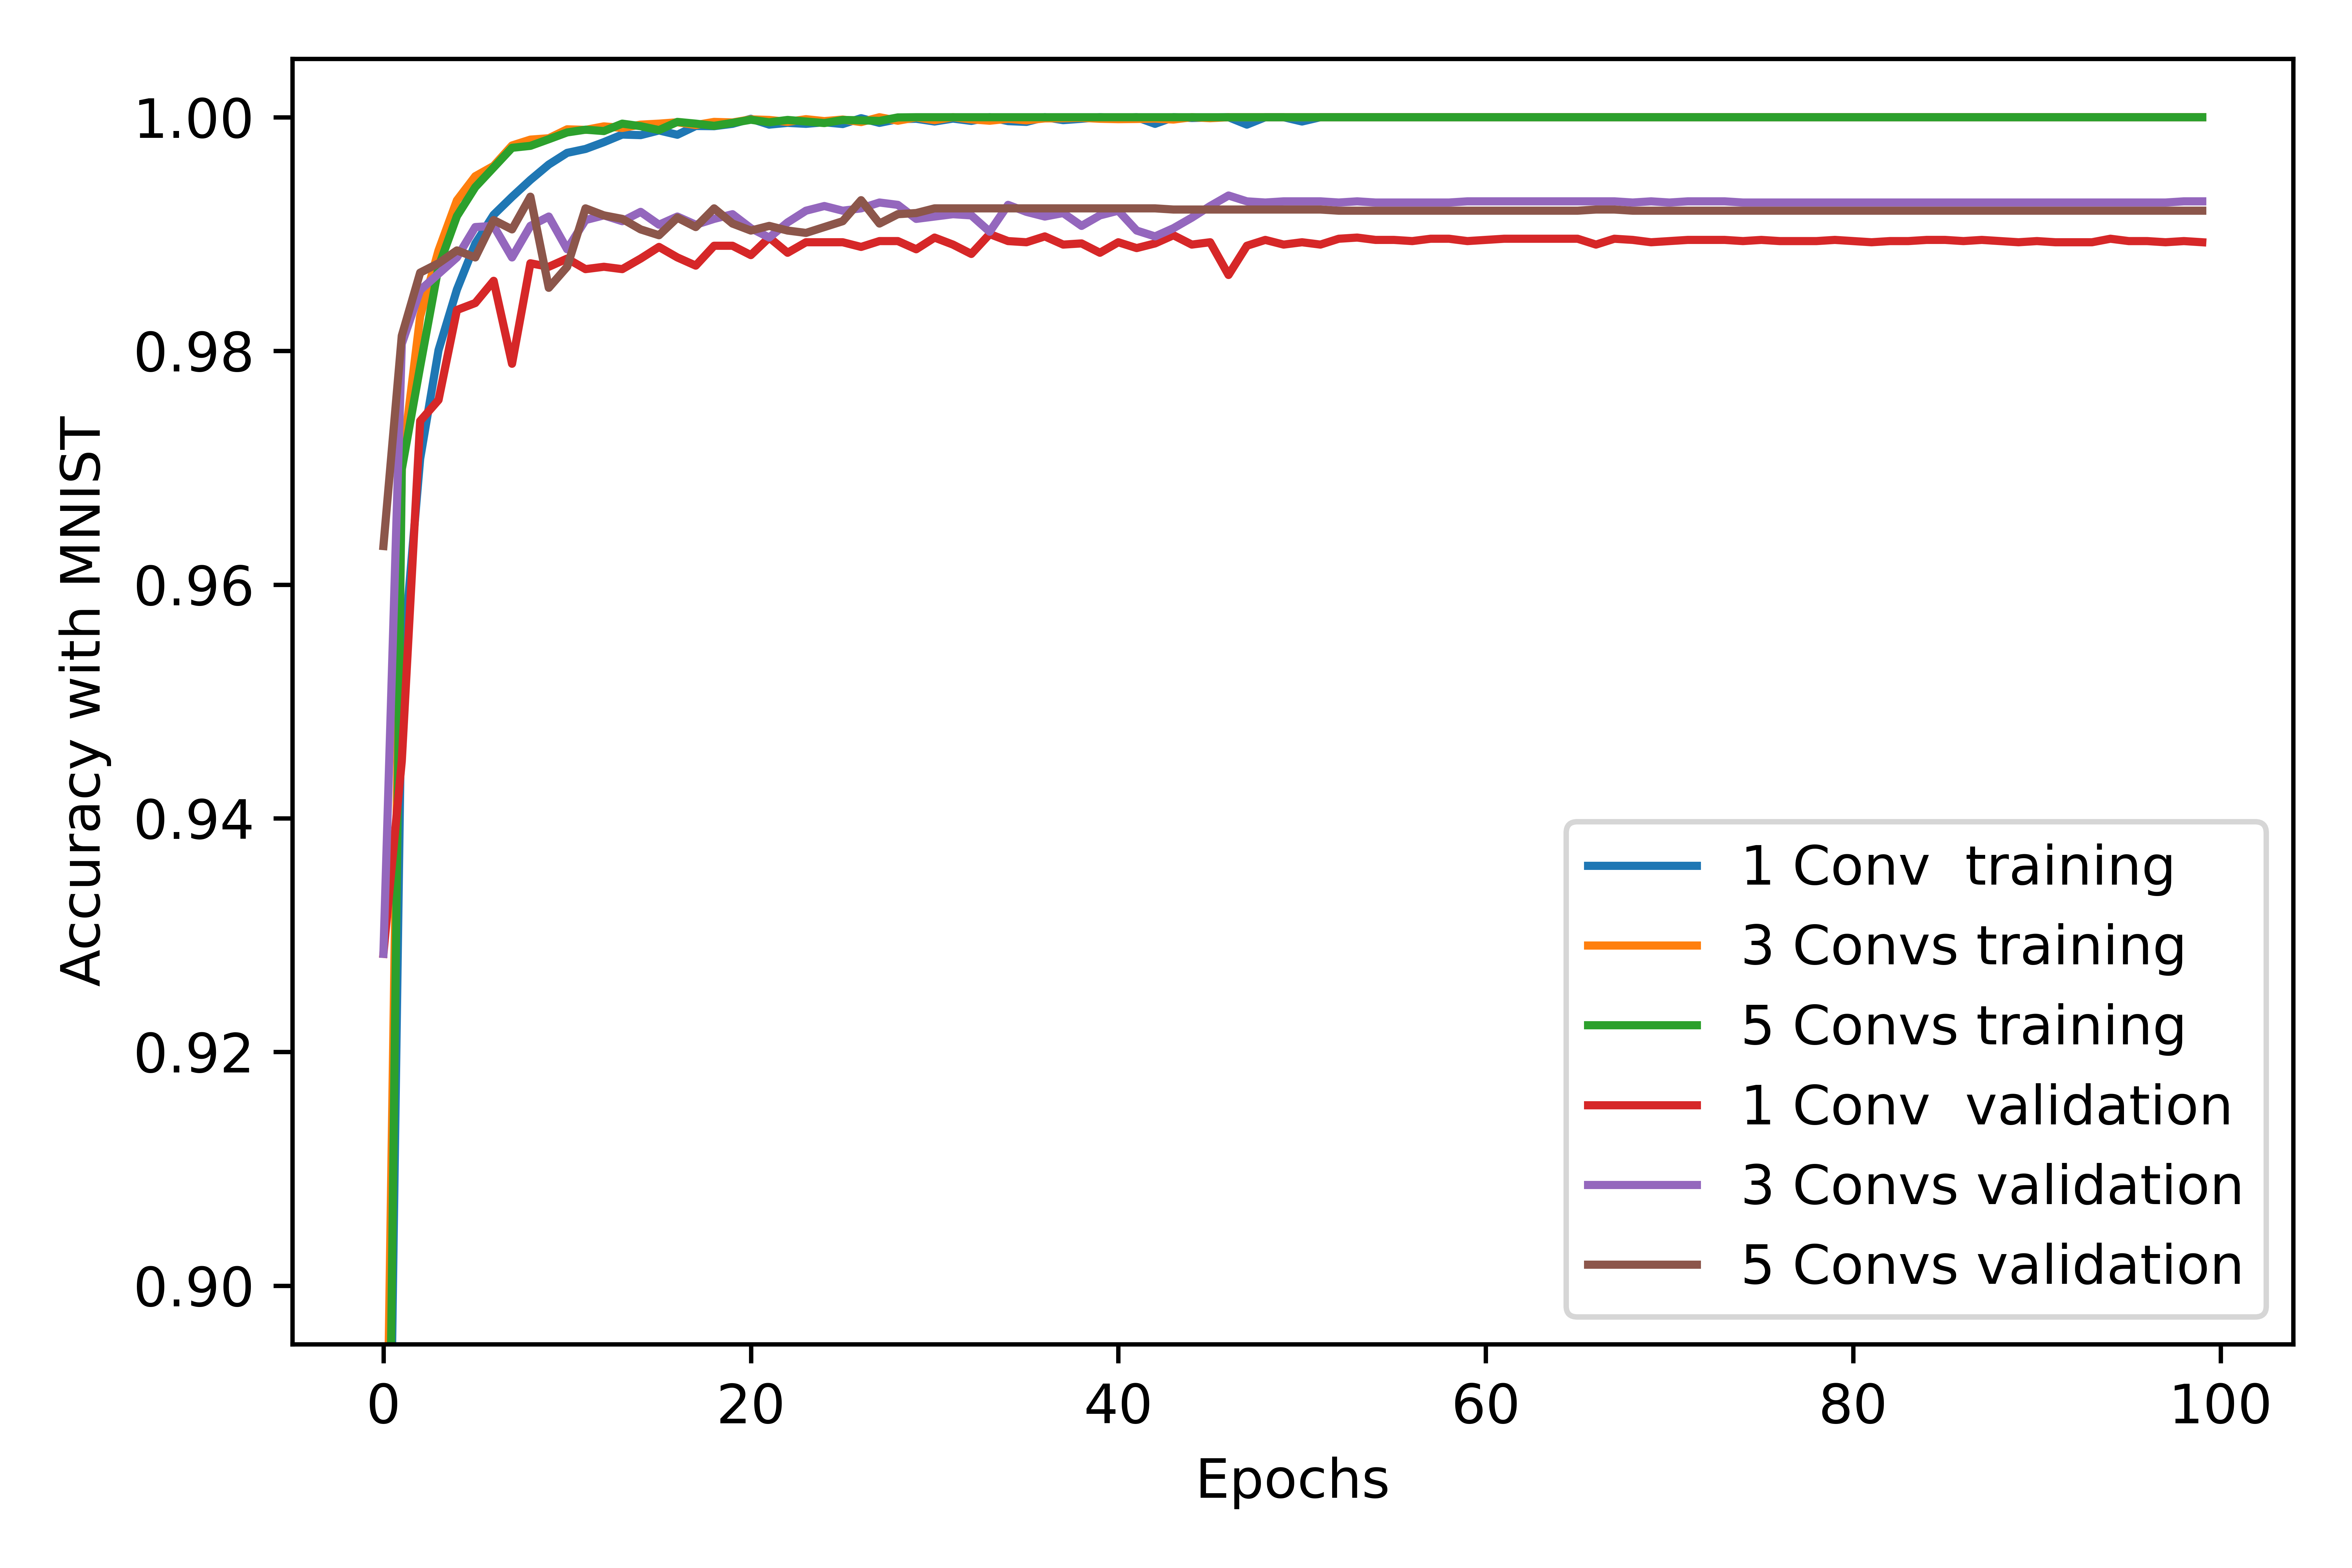 1.00
0.98
0.96
0.94
0.92
0.90
Accuracy with MNIST
1 Conv  training
3 Convs training
5 Convs training
1 Conv  validation
3 Convs validation
5 Convs validation
0 20 40 60 80 100
Epochs